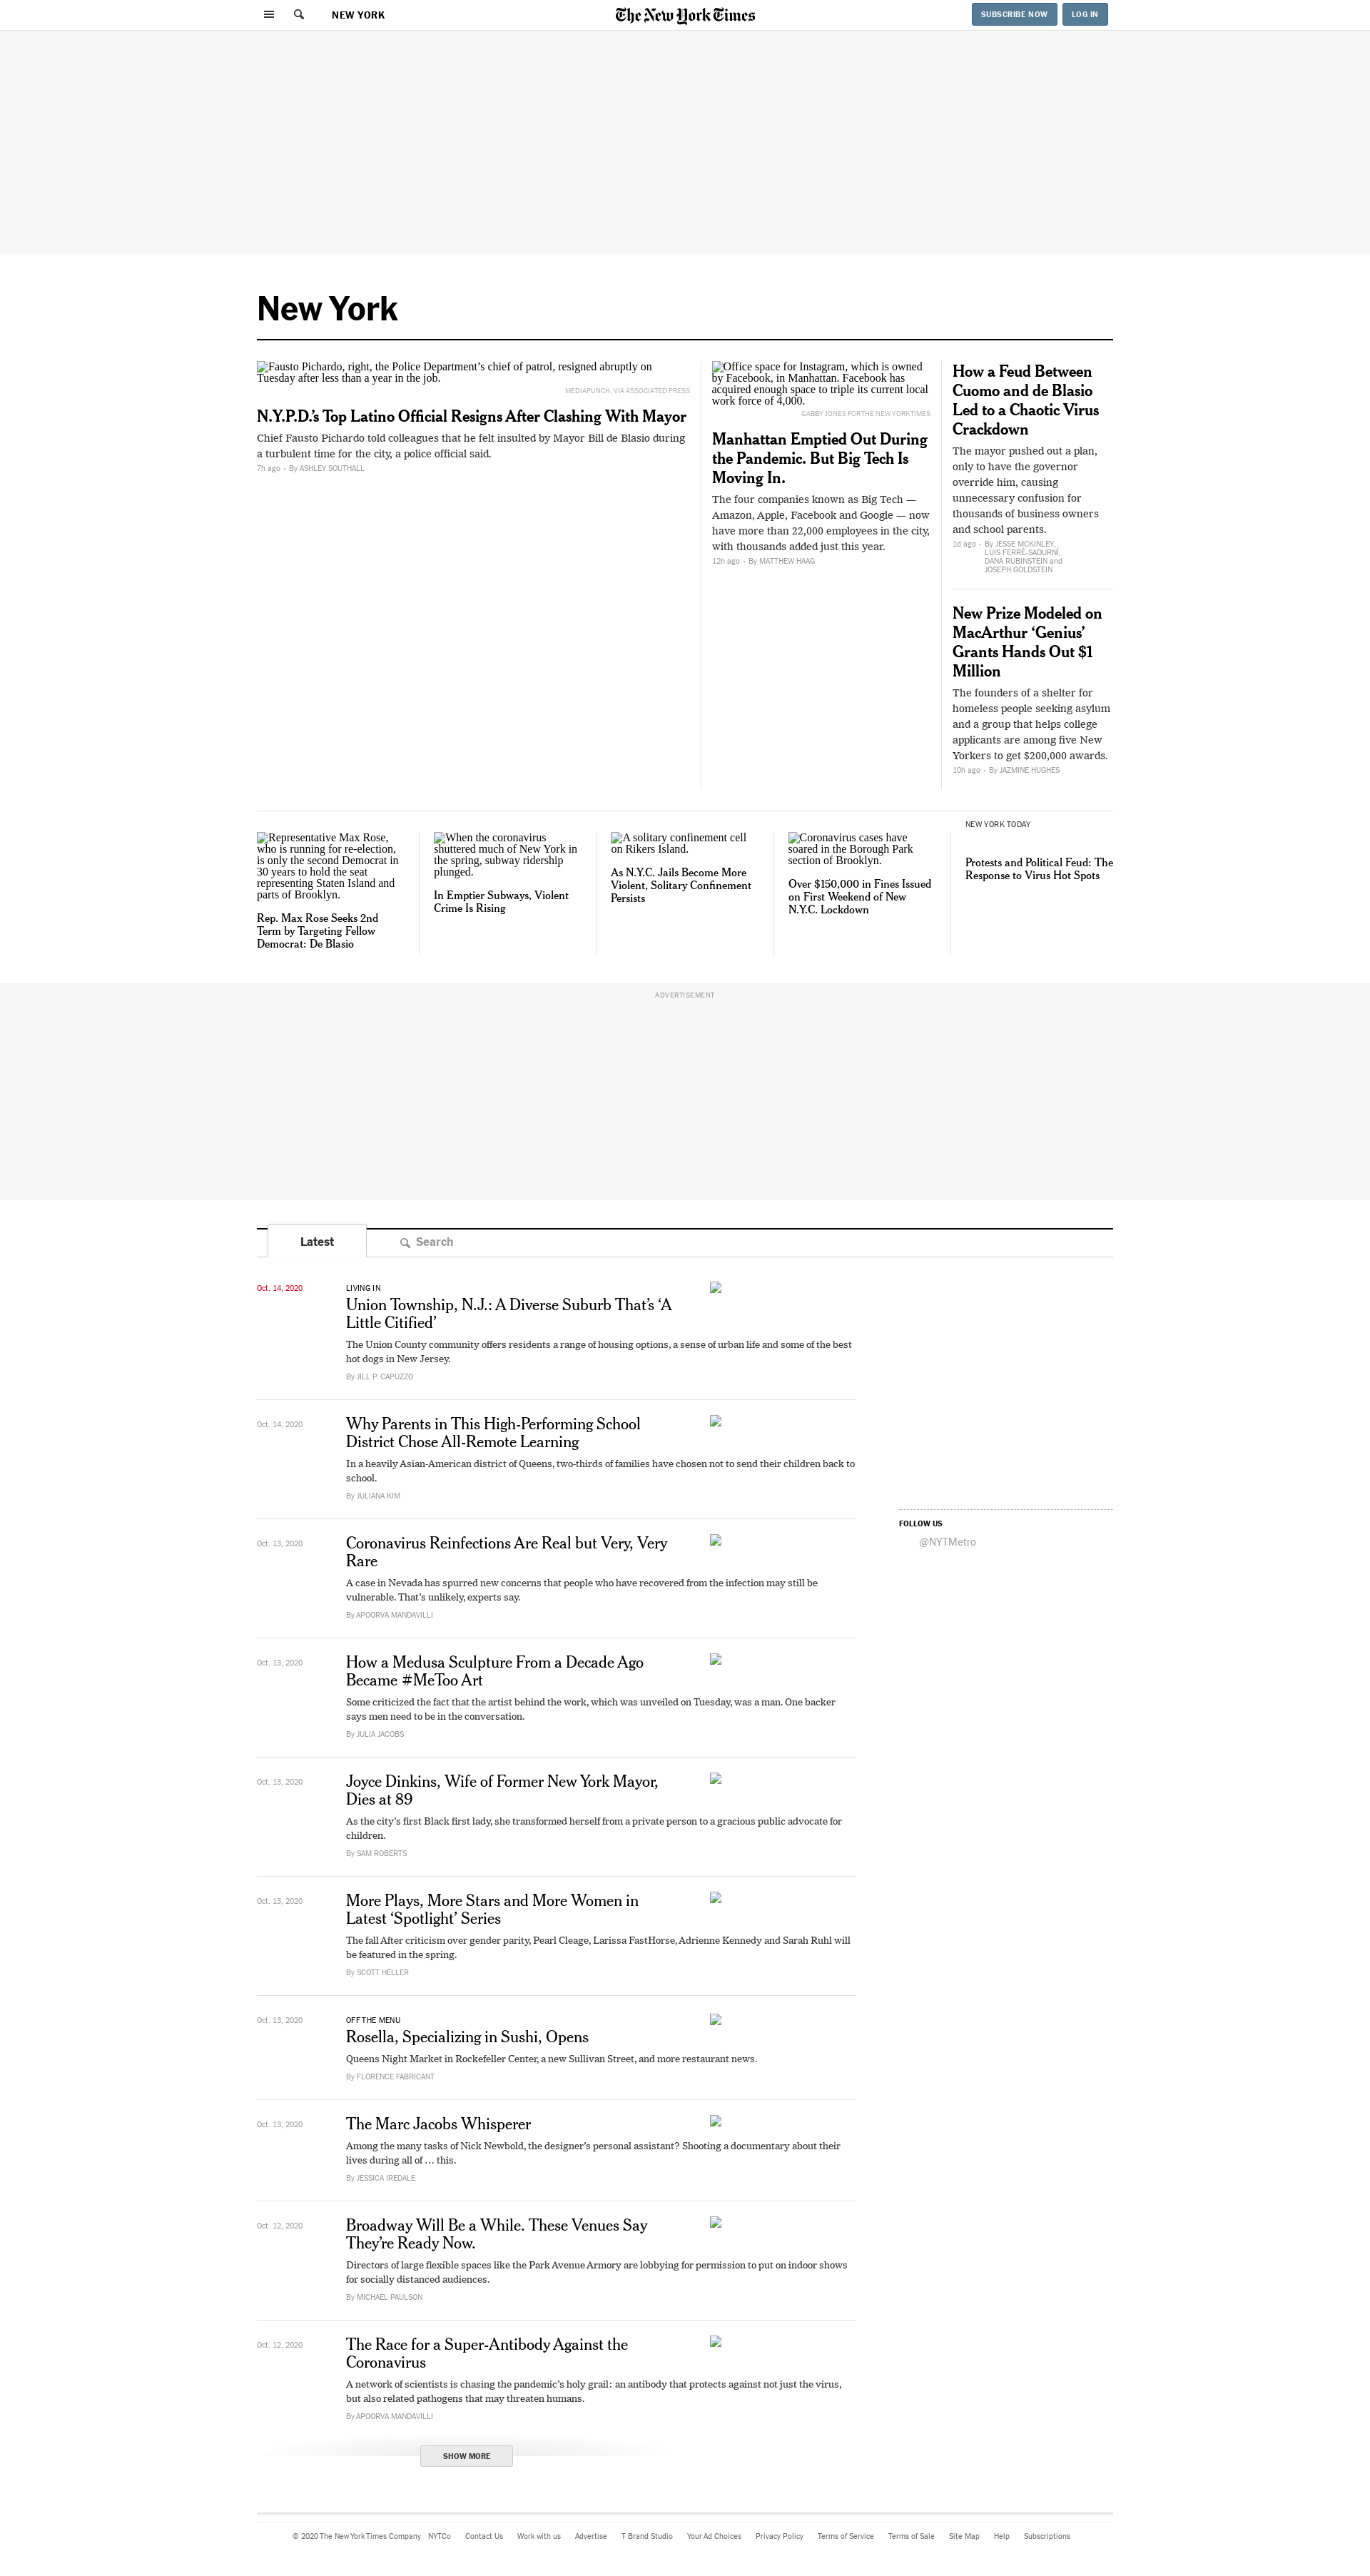 NEW YORK
The New York Times
SUBSCRIBE NOW
LOG IN
New York
Fausto Pichardo, right, the Police Department’s chief of patrol, resigned abruptly on
Tuesday after less than a year in the job.
MEDIAPUNCH, VIA ASSOCIATED PRESS
N.Y.P.D.’s Top Latino Official Resigns After Clashing With Mayor
Chief Fausto Pichardo told colleagues that he felt insulted by Mayor Bill de Blasio during
a turbulent time for the city, a police official said.
7h ago • By ASHLEY SOUTHALL
Office space for Instagram, which is owned
by Facebook, in Manhattan. Facebook has
acquired enough space to triple its current local
work force of 4,000.
GABBY JONES FOR THE NEW YORK TIMES
Manhattan Emptied Out During
the Pandemic. But Big Tech Is
Moving In.
The four companies known as Big Tech —
Amazon, Apple, Facebook and Google — now
have more than 22,000 employees in the city,
with thousands added just this year.
12h ago • By MATTHEW HAAG
How a Feud Between
Cuomo and de Blasio
Led to a Chaotic Virus
Crackdown
The mayor pushed out a plan,
only to have the governor
override him, causing
unnecessary confusion for
thousands of business owners
and school parents.
1d ago • By JESSE MCKINLEY,
LUIS FERRÉ-SADURNÍ,
DANA RUBINSTEIN and
JOSEPH GOLDSTEIN
New Prize Modeled on
MacArthur ‘Genius’
Grants Hands Out $1
Million
The founders of a shelter for
homeless people seeking asylum
and a group that helps college
applicants are among five New
Yorkers to get $200,000 awards.
10h ago • By JAZMINE HUGHES
Representative Max Rose,
who is running for re-election,
is only the second Democrat in
30 years to hold the seat
representing Staten Island and
parts of Brooklyn.
Rep. Max Rose Seeks 2nd
Term by Targeting Fellow
Democrat: De Blasio
When the coronavirus
shuttered much of New York in
the spring, subway ridership
plunged.
In Emptier Subways, Violent
Crime Is Rising
A solitary confinement cell
on Rikers Island.
As N.Y.C. Jails Become More
Violent, Solitary Confinement
Persists
Coronavirus cases have
soared in the Borough Park
section of Brooklyn.
Over $150,000 in Fines Issued
on First Weekend of New
N.Y.C. Lockdown
NEW YORK TODAY
Protests and Political Feud: The
Response to Virus Hot Spots
ADVERTISEMENT
Latest
Search
Oct. 14, 2020
LIVING IN
Union Township, N.J.: A Diverse Suburb That’s ‘A
Little Citified’
The Union County community offers residents a range of housing options, a sense of urban life and some of the best
hot dogs in New Jersey.
By JILL P. CAPUZZO
Oct. 14, 2020
Why Parents in This High-Performing School
District Chose All-Remote Learning
In a heavily Asian-American district of Queens, two-thirds of families have chosen not to send their children back to
school.
By JULIANA KIM
FOLLOW US
@NYTMetro
Oct. 13, 2020
Coronavirus Reinfections Are Real but Very, Very
Rare
A case in Nevada has spurred new concerns that people who have recovered from the infection may still be
vulnerable. That’s unlikely, experts say.
By APOORVA MANDAVILLI
Oct. 13, 2020
How a Medusa Sculpture From a Decade Ago
Became #MeToo Art
Some criticized the fact that the artist behind the work, which was unveiled on Tuesday, was a man. One backer
says men need to be in the conversation.
By JULIA JACOBS
Oct. 13, 2020
Joyce Dinkins, Wife of Former New York Mayor,
Dies at 89
As the city’s first Black first lady, she transformed herself from a private person to a gracious public advocate for
children.
By SAM ROBERTS
Oct. 13, 2020
More Plays, More Stars and More Women in
Latest ‘Spotlight’ Series
The fall After criticism over gender parity, Pearl Cleage, Larissa FastHorse, Adrienne Kennedy and Sarah Ruhl will
be featured in the spring.
By SCOTT HELLER
Oct. 13, 2020
OFF THE MENU
Rosella, Specializing in Sushi, Opens
Queens Night Market in Rockefeller Center, a new Sullivan Street, and more restaurant news.
By FLORENCE FABRICANT
Oct. 13, 2020
The Marc Jacobs Whisperer
Among the many tasks of Nick Newbold, the designer’s personal assistant? Shooting a documentary about their
lives during all of … this.
By JESSICA IREDALE
Oct. 12, 2020
Broadway Will Be a While. These Venues Say
They’re Ready Now.
Directors of large flexible spaces like the Park Avenue Armory are lobbying for permission to put on indoor shows
for socially distanced audiences.
By MICHAEL PAULSON
Oct. 12, 2020
The Race for a Super-Antibody Against the
Coronavirus
A network of scientists is chasing the pandemic’s holy grail: an antibody that protects against not just the virus,
but also related pathogens that may threaten humans.
By APOORVA MANDAVILLI
SHOW MORE
© 2020 The New York Times Company NYTCo Contact Us Work with us Advertise T Brand Studio Your Ad Choices Privacy Policy Terms of Service Terms of Sale Site Map Help Subscriptions